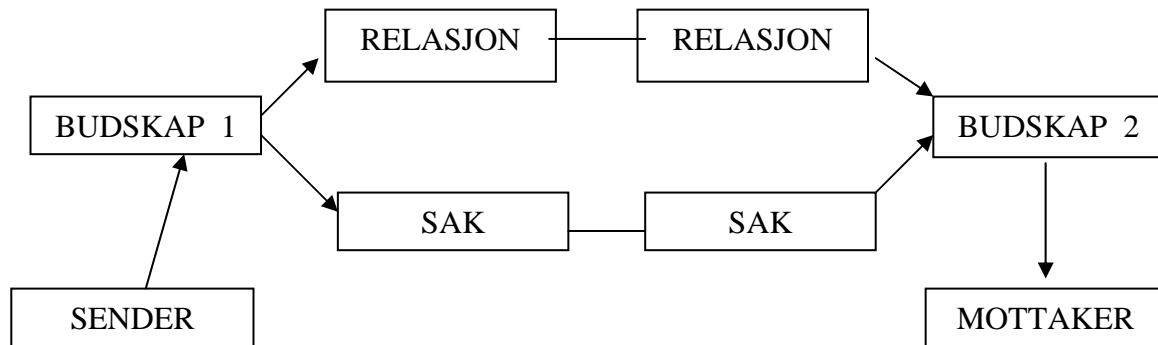 RELASJON RELASJON
BUDSKAP 1 BUDSKAP 2
SAK SAK
SENDER MOTTAKER